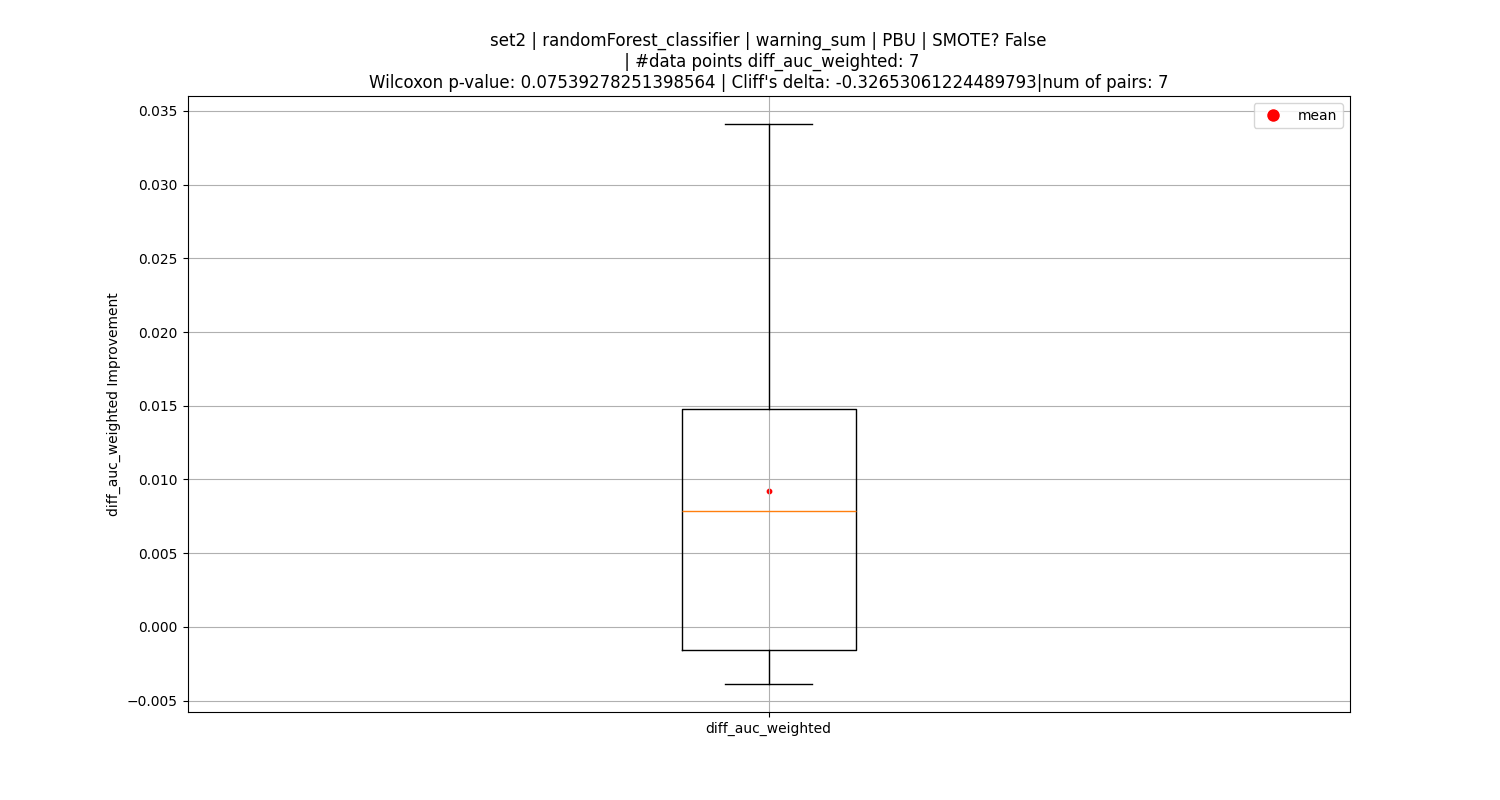 set2 | randomForest_classifier | warning_sum | PBU | SMOTE? False
| #data points diff_auc_weighted: 7
Wilcoxon p-value: 0.07539278251398564 | Cliff's delta: -0.32653061224489793|num of pairs: 7
mean
0.035
0.030
0.025
0.020
0.015
0.010
0.005
0.000
−0.005
diff_auc_weighted Improvement
diff_auc_weighted